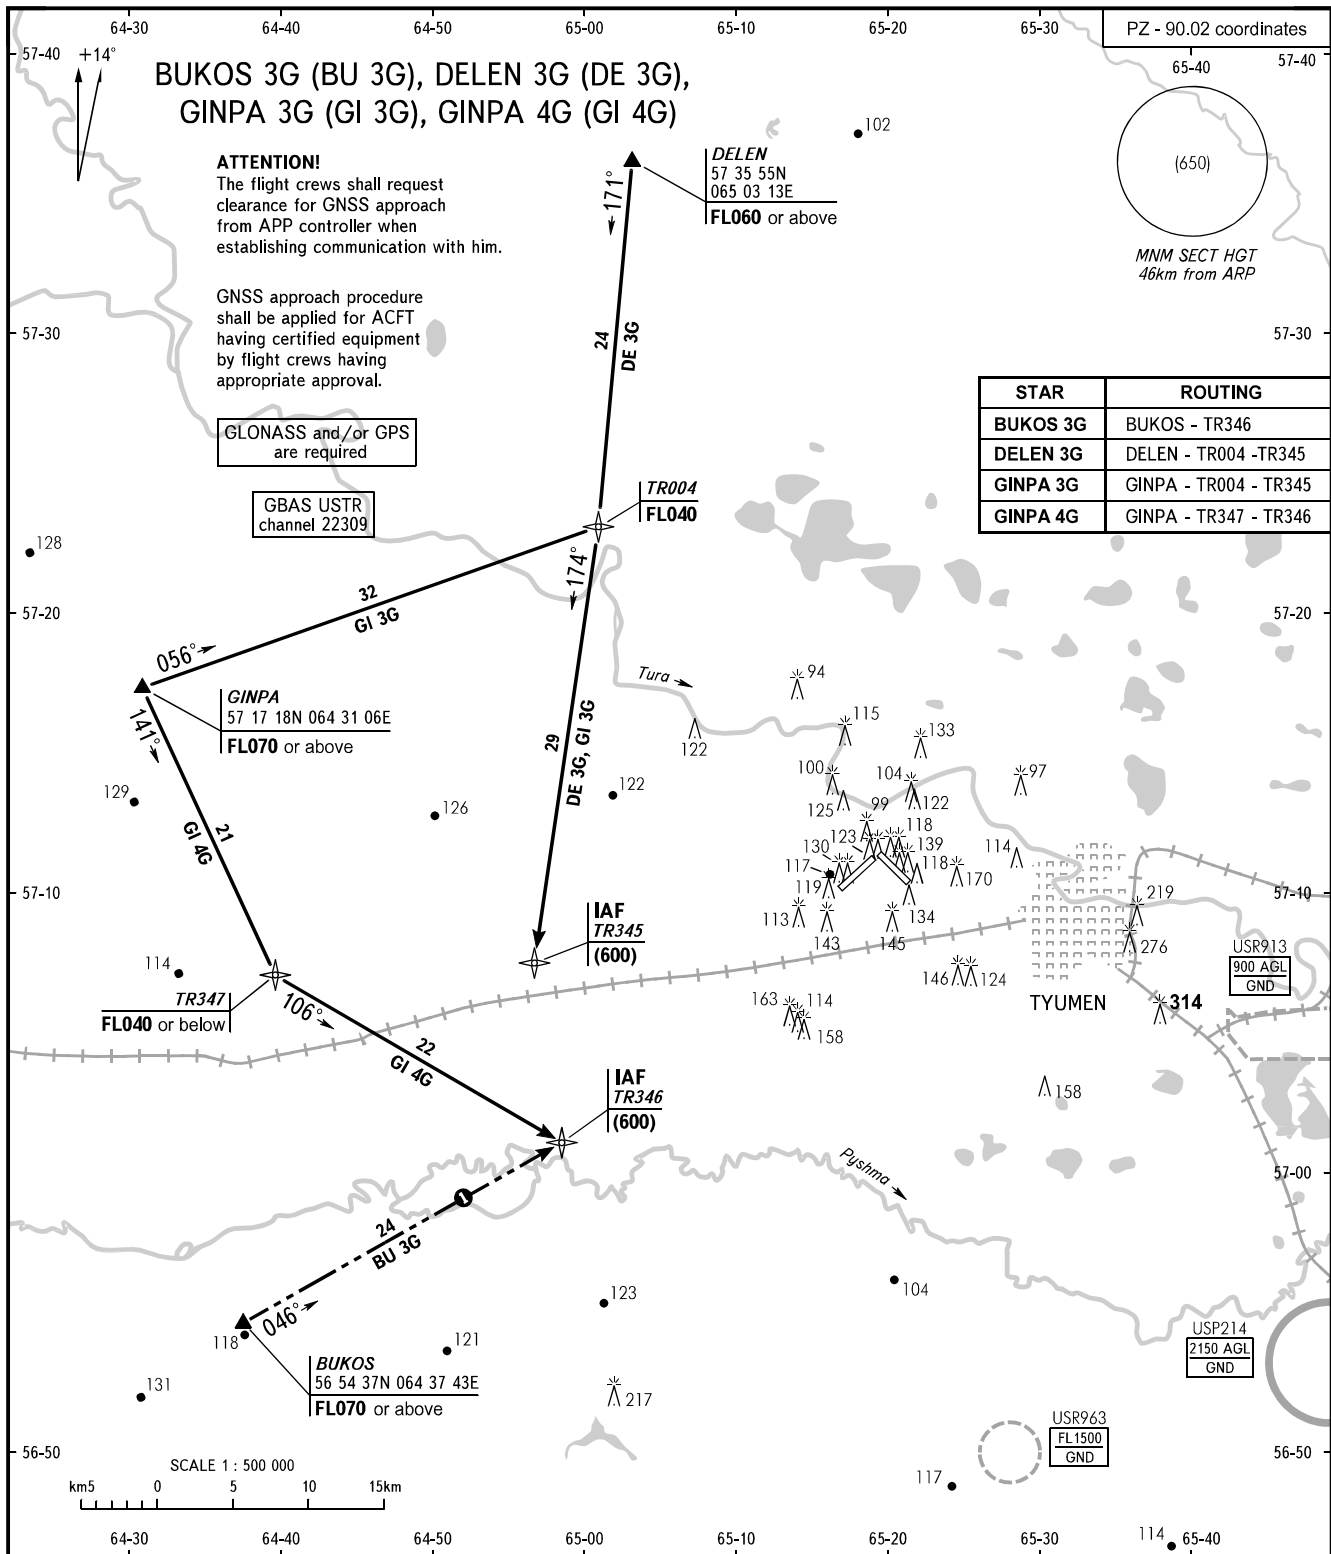 64-30
64-40
64-50
65-00
65-10
65-20
65-30
PZ - 90.02 coordinates
57-40
57-40
65-40
+14°
BUKOS 3G (BU 3G), DELEN 3G (DE 3G),
GINPA 3G (GI 3G), GINPA 4G (GI 4G)
102
(650)
MNM SECT HGT
46km from ARP
ATTENTION!
The flight crews shall request
clearance for GNSS approach
from APP controller when
establishing communication with him.
GNSS approach procedure
shall be applied for ACFT
having certified equipment
by flight crews having
appropriate approval.
GLONASS and/or GPS
are required
GBAS USTR
channel 22309
DELEN
57 35 55N
065 03 13E
FL060 or above
171°
24
DE 3G
57-30
57-30
STAR ROUTING
BUKOS 3G BUKOS - TR346
DELEN 3G DELEN - TR004 -TR345
GINPA 3G GINPA - TR004 - TR345
GINPA 4G GINPA - TR347 - TR346
TR004
FL040
128
174°
32
GI 3G
57-20
57-20
056°
GINPA
57 17 18N 064 31 06E
FL070 or above
141°
Tura
122
94
115
133
29
DE 3G, GI 3G
100
104
97
125
122
99
118
129
126
122
21
GI 4G
123
139
130
118
114
117
119
170
57-10
57-10
113
143
145
134
219
276
IAF
TR345
(600)
114
TR347
FL040 or below
106°
146
124
TYUMEN
USR913
900 AGL
GND
163
114
158
314
22
GI 4G
IAF
TR346
(600)
158
Pyshma
57-00
57-00
1
24
BU 3G
046°
118
123
104
121
131
BUKOS
56 54 37N 064 37 43E
FL070 or above
217
USP214
2150 AGL
GND
USR963
FL1500
GND
56-50
56-50
SCALE 1 : 500 000
km5 0 5 10 15km
117
114
64-30
64-40
64-50
65-00
65-10
65-20
65-30
65-40